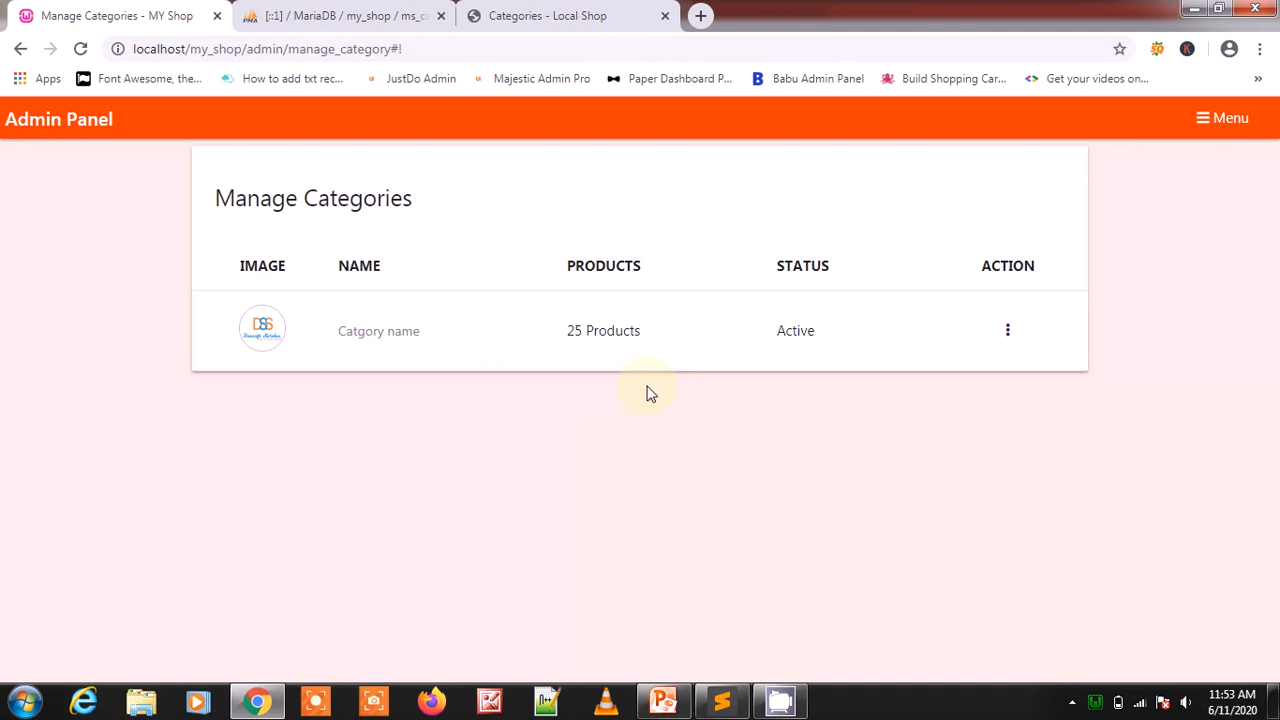 Manage Categories - MY Shop
[::1] / MariaDB / my_shop / ms_ca
Categories - Local Shop
localhost/my_shop/admin/manage_category#!
Apps
Font Awesome, the...
How to add txt rec...
JustDo Admin
Majestic Admin Pro
Paper Dashboard P...
Babu Admin Panel
Build Shopping Car...
Get your videos on...
»
Admin Panel
Menu
Manage Categories
IMAGE NAME PRODUCTS STATUS ACTION
DSS
Catgory name 25 Products Active
11:53 AM
6/11/2020